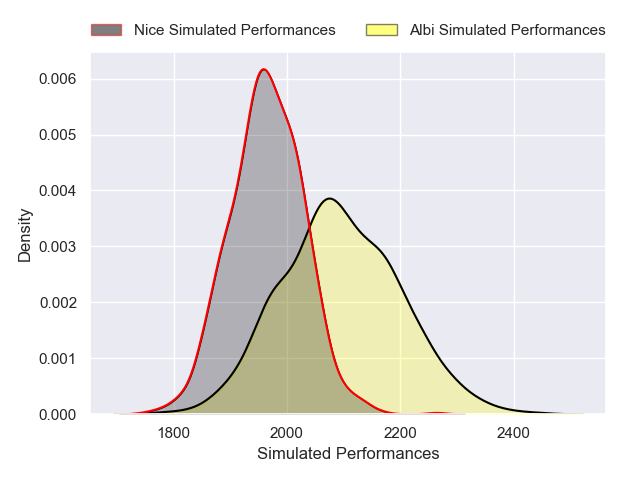 Nice Simulated Performances Albi Simulated Performances
0.006
0.005
0.004
0.003
0.002
0.001
0.000
Density
1800 2000 2200 2400
Simulated Performances